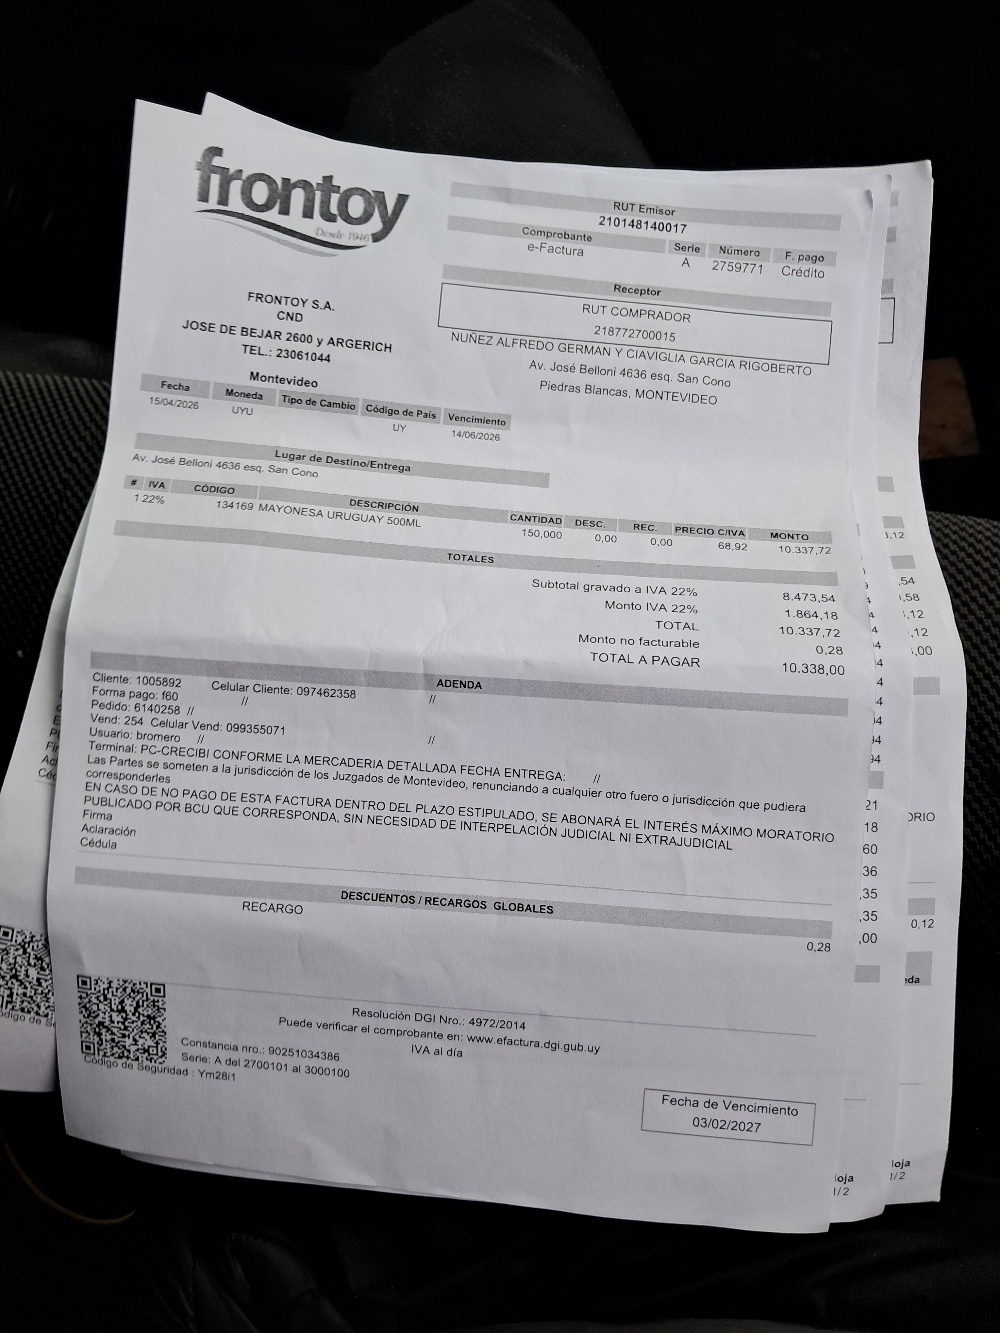 frontoy
Desde 1946
FRONTOY S.A.
CND
JOSE DE BEJAR 2600 y ARGERICH
TEL.: 23061044
Montevideo
RUT Emisor
210148140017
Comprobante Serie Número F. pago
e-Factura A 2759771 Crédito
Receptor
RUT COMPRADOR
218772700015
NUÑEZ ALFREDO GERMAN Y CIAVIGLIA GARCIA RIGOBERTO
Av. José Belloni 4636 esq. San Cono
Piedras Blancas, MONTEVIDEO
Fecha Moneda Tipo de Cambio Código de País Vencimiento
15/04/2026 UYU UY 14/06/2026
Lugar de Destino/Entrega
Av. José Belloni 4636 esq. San Cono
# IVA CÓDIGO DESCRIPCIÓN CANTIDAD DESC. REC. PRECIO C/IVA MONTO
1 22% 134169 MAYONESA URUGUAY 500ML 150,000 0,00 0,00 68,92 10.337,72
TOTALES
Subtotal gravado a IVA 22% 8.473,54
Monto IVA 22% 1.864,18
TOTAL 10.337,72
Monto no facturable 0,28
TOTAL A PAGAR 10.338,00
ADENDA
Cliente: 1005892 Celular Cliente: 097462358 //
Forma pago: f60 //
Pedido: 6140258 //
Vend: 254 Celular Vend: 099355071 //
Usuario: bromero //
Terminal: PC-CRECIBI CONFORME LA MERCADERIA DETALLADA FECHA ENTREGA: //
Las Partes se someten a la jurisdicción de los Juzgados de Montevideo, renunciando a cualquier otro fuero o jurisdicción que pudiera
corresponderles
EN CASO DE NO PAGO DE ESTA FACTURA DENTRO DEL PLAZO ESTIPULADO, SE ABONARÁ EL INTERÉS MÁXIMO MORATORIO
PUBLICADO POR BCU QUE CORRESPONDA, SIN NECESIDAD DE INTERPELACIÓN JUDICIAL NI EXTRAJUDICIAL
Firma
Aclaración
Cédula
DESCUENTOS / RECARGOS GLOBALES
RECARGO 0,28
Resolución DGI Nro.: 4972/2014
Puede verificar el comprobante en: www.efactura.dgi.gub.uy
IVA al día
Constancia nro.: 90251034386
Serie: A del 2700101 al 3000100
Código de Seguridad : Ym28i1
Fecha de Vencimiento
03/02/2027